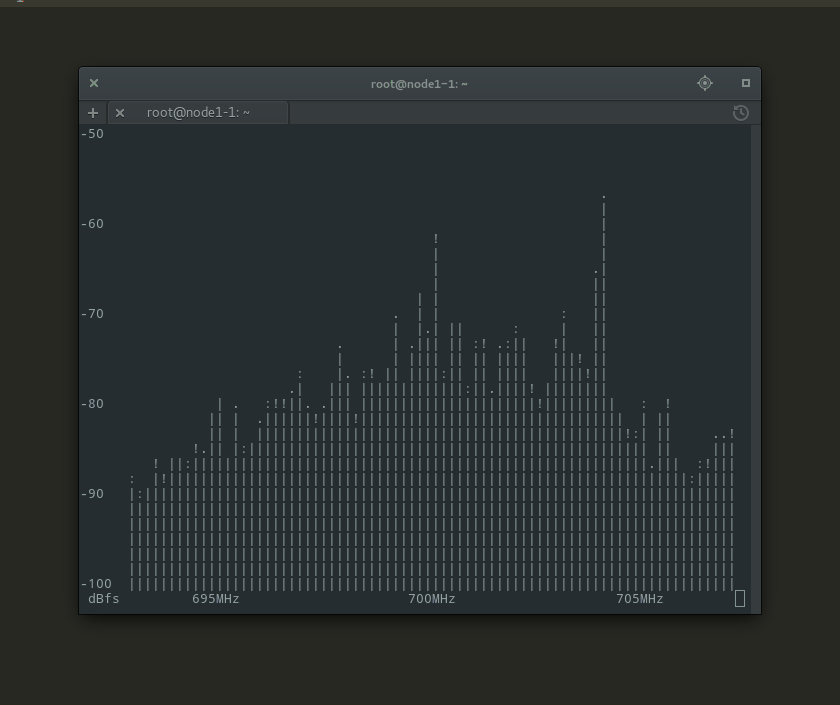 root@node1-1: ~
+ × root@node1-1: ~
-50
-60
-70
-80
-90
-100
dBfs 695MHz 700MHz 705MHz